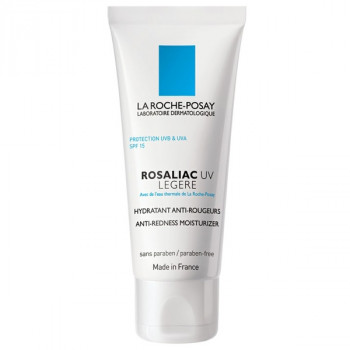 LA ROCHE-POSAY
LABORATOIRE DERMATOLOGIQUE
PROTECTION UVB & UVA
SPF 15
ROSALIAC UV
LEGERE
Avec de l'eau thermale de La Roche-Posay
HYDRATANT ANTI-ROUGEURS
ANTI-REDNESS MOISTURIZER
sans paraben / paraben-free
Made in France